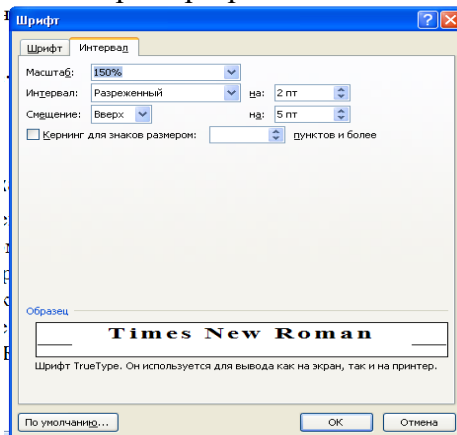 Шрифт
Шрифт Интервал
Масштаб: 150%
Интервал: Разреженный на: 2 пт
Смещение: Вверх на: 5 пт
Кернинг для знаков размером: пунктов и более
Образец
Times New Roman
Шрифт TrueType. Он используется для вывода как на экран, так и на принтер.
По умолчанию... ОК Отмена